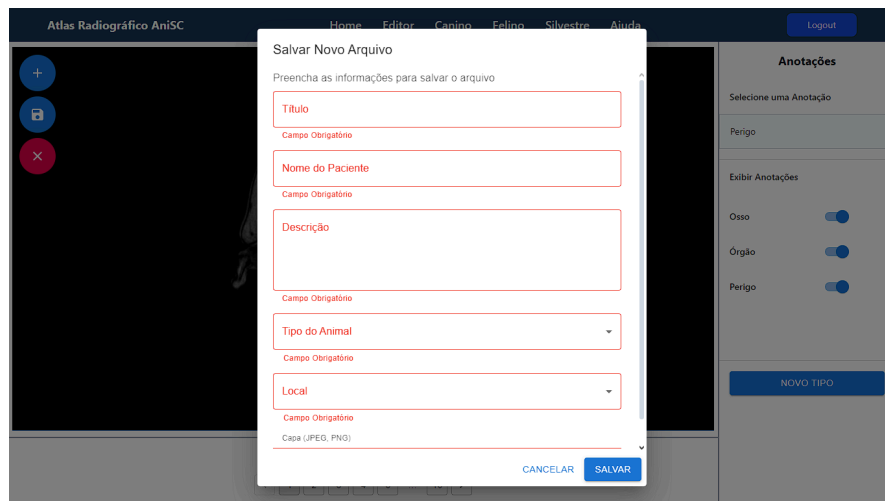 Atlas Radiográfico AniSC
Home Editor Canino Felino Silvestre Ajuda
Logout
Salvar Novo Arquivo
Preencha as informações para salvar o arquivo
Título
Campo Obrigatório
Nome do Paciente
Campo Obrigatório
Descrição
Campo Obrigatório
Tipo do Animal
Campo Obrigatório
Local
Campo Obrigatório
Capa (JPEG, PNG)
CANCELAR SALVAR
Anotações
Selecione uma Anotação
Perigo
Exibir Anotações
Osso
Órgão
Perigo
NOVO TIPO